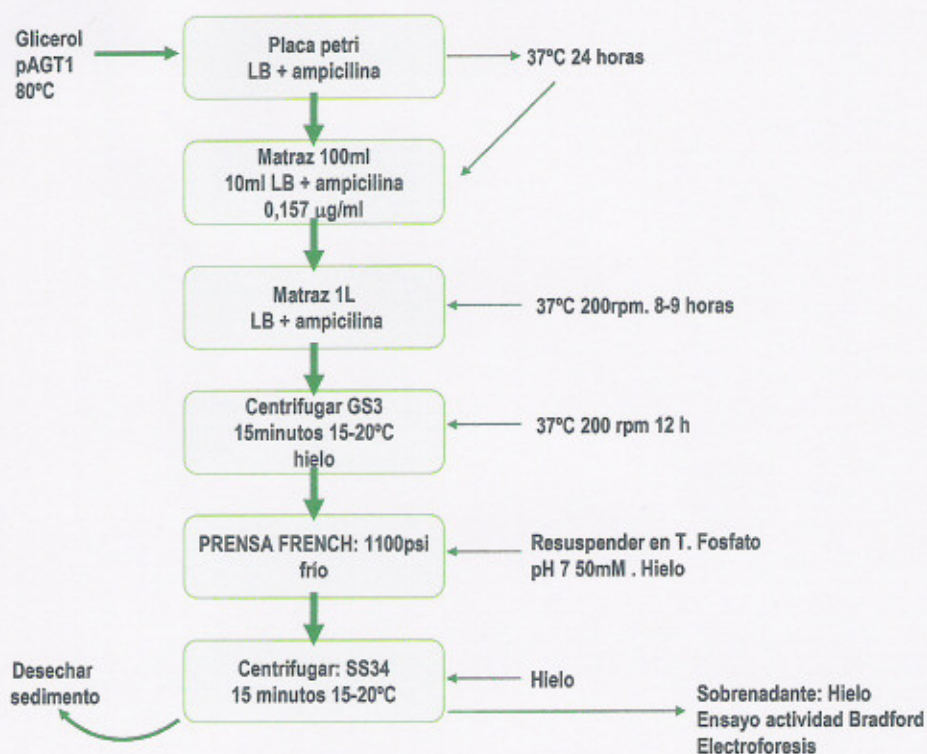 Glicerol
pAGT1
80ºC
Placa petri
LB + ampicilina
37ºC 24 horas
Matraz 100ml
10ml LB + ampicilina
0,157 µg/ml
Matraz 1L
LB + ampicilina
37ºC 200rpm. 8-9 horas
Centrifugar GS3
15minutos 15-20ºC
hielo
37ºC 200 rpm 12 h
PRENSA FRENCH: 1100psi
frío
Resuspender en T. Fosfato
pH 7 50mM . Hielo
Desechar
sedimento
Centrifugar: SS34
15 minutos 15-20ºC
Hielo
Sobrenadante: Hielo
Ensayo actividad Bradford
Electroforesis